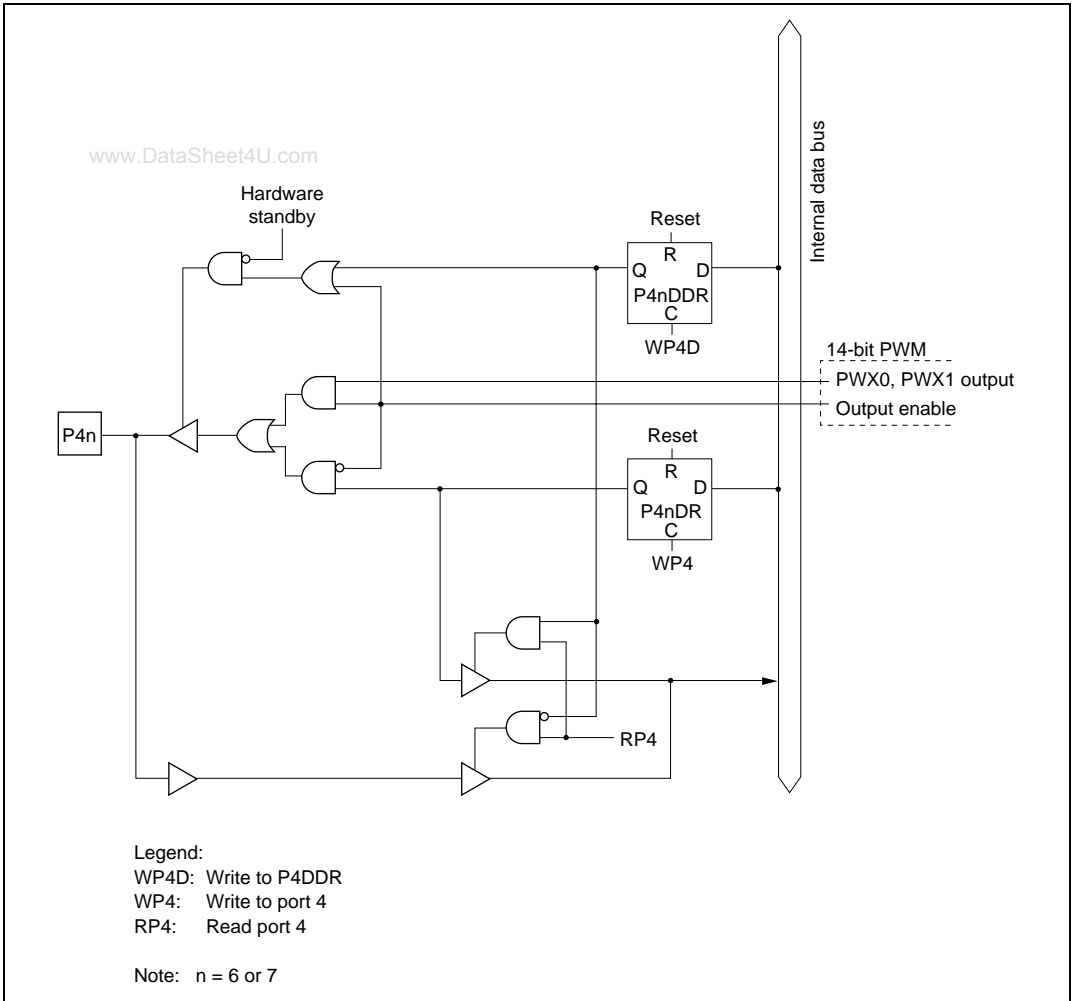 www.DataSheet4U.com
Hardware
standby
Reset
R
Q D
P4nDDR
C
WP4D
Internal data bus
14-bit PWM
PWX0, PWX1 output
Output enable
P4n
Reset
R
Q D
P4nDR
C
WP4
RP4
Legend:
WP4D: Write to P4DDR
WP4: Write to port 4
RP4: Read port 4
Note: n = 6 or 7